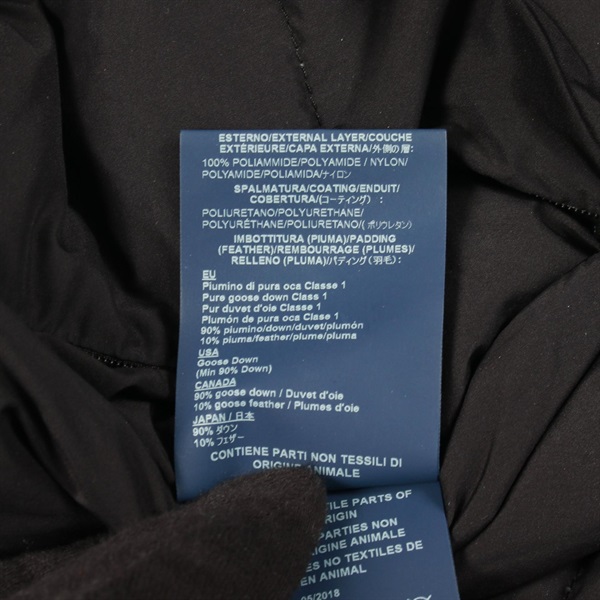 ESTERNO/EXTERNAL LAYER/COUCHE
EXTÉRIEURE/CAPA EXTERNA/外側の層:
100% POLIAMMIDE/POLYAMIDE / NYLON/
POLYAMIDE/POLIAMIDA/ナイロン
SPALMATURA/COATING/ENDUIT/
COBERTURA/(コーティング) :
POLIURETANO/POLYURETHANE/
POLYURÉTHANE/POLIURETANO/( ポリウレタン)
IMBOTTITURA (PIUMA)/PADDING
(FEATHER)/REMBOURRAGE (PLUMES)/
RELLENO (PLUMA)/パディング (羽毛) :
EU
Piumino di pura oca Classe 1
Pure goose down Class 1
Pur duvet d'oie Classe 1
Plumón de pura oca Classe 1
90% piumino/down/duvet/plumón
10% piuma/feather/plume/pluma
USA
Goose Down
(Min 90% Down)
CANADA
90% goose down / Duvet d'oie
10% goose feather / Plumes d'oie
JAPAN / 日本
90% ダウン
10% フェザー
CONTIENE PARTI NON TESSILI DI
ORIGINE ANIMALE
TILE PARTS OF
RIGIN
NON
GINE ANIMALE
ES NO TEXTILES DE
EN ANIMAL
05/2018